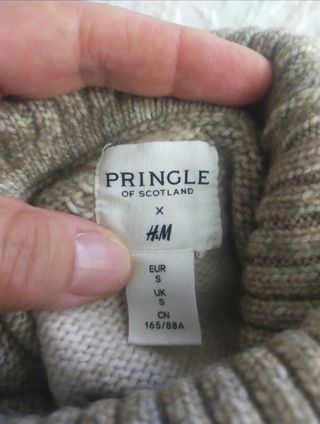 PRINGLE
OF SCOTLAND
×
H&M
EUR
S
UK
S
CN
165/88A